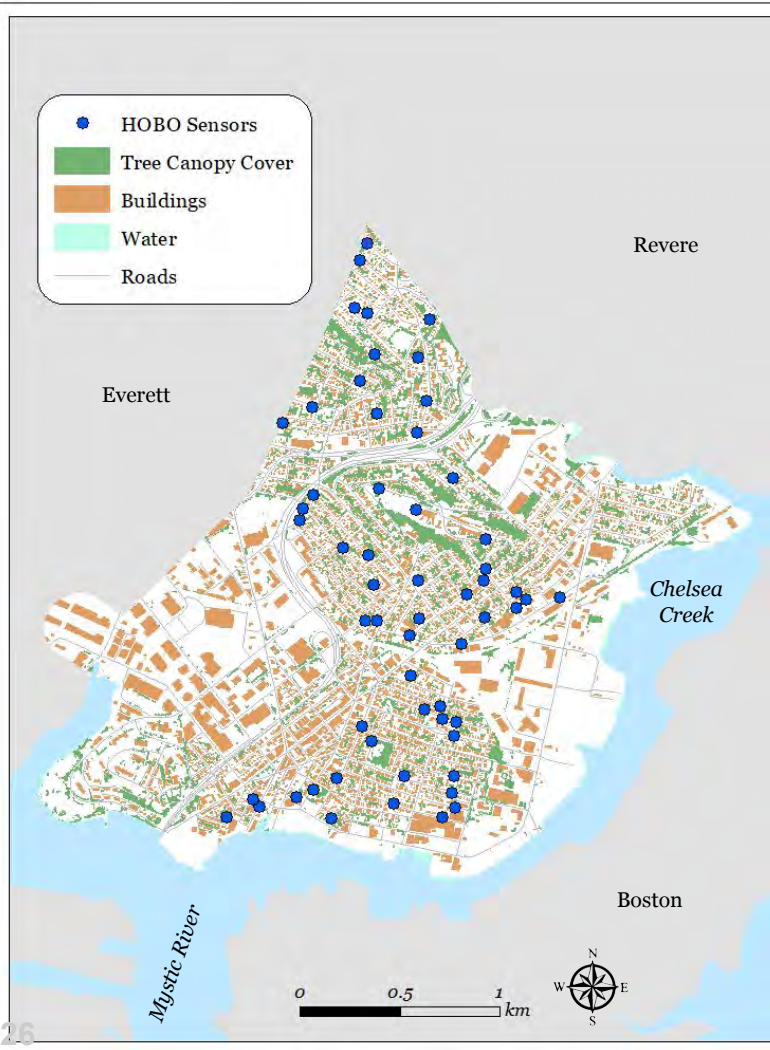 HOBO Sensors
Tree Canopy Cover
Buildings
Water
Roads
Revere
Everett
Chelsea
Creek
Boston
Mystic River
N
W E
S
0 0.5 1
km
26